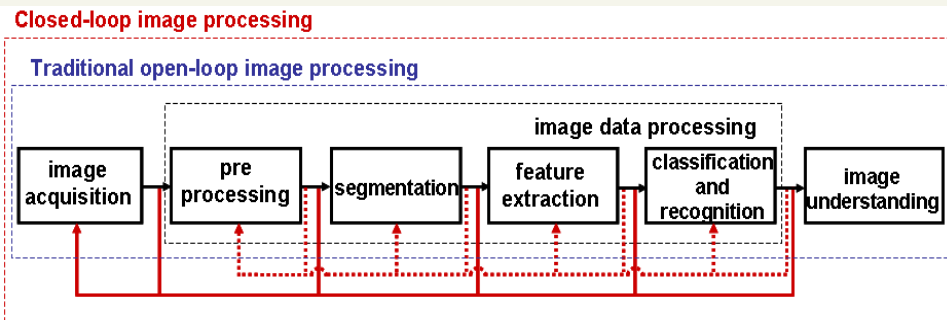 Closed-loop image processing
Traditional open-loop image processing
image data processing
image
acquisition
pre
processing
segmentation
feature
extraction
classification
and
recognition
image
understanding